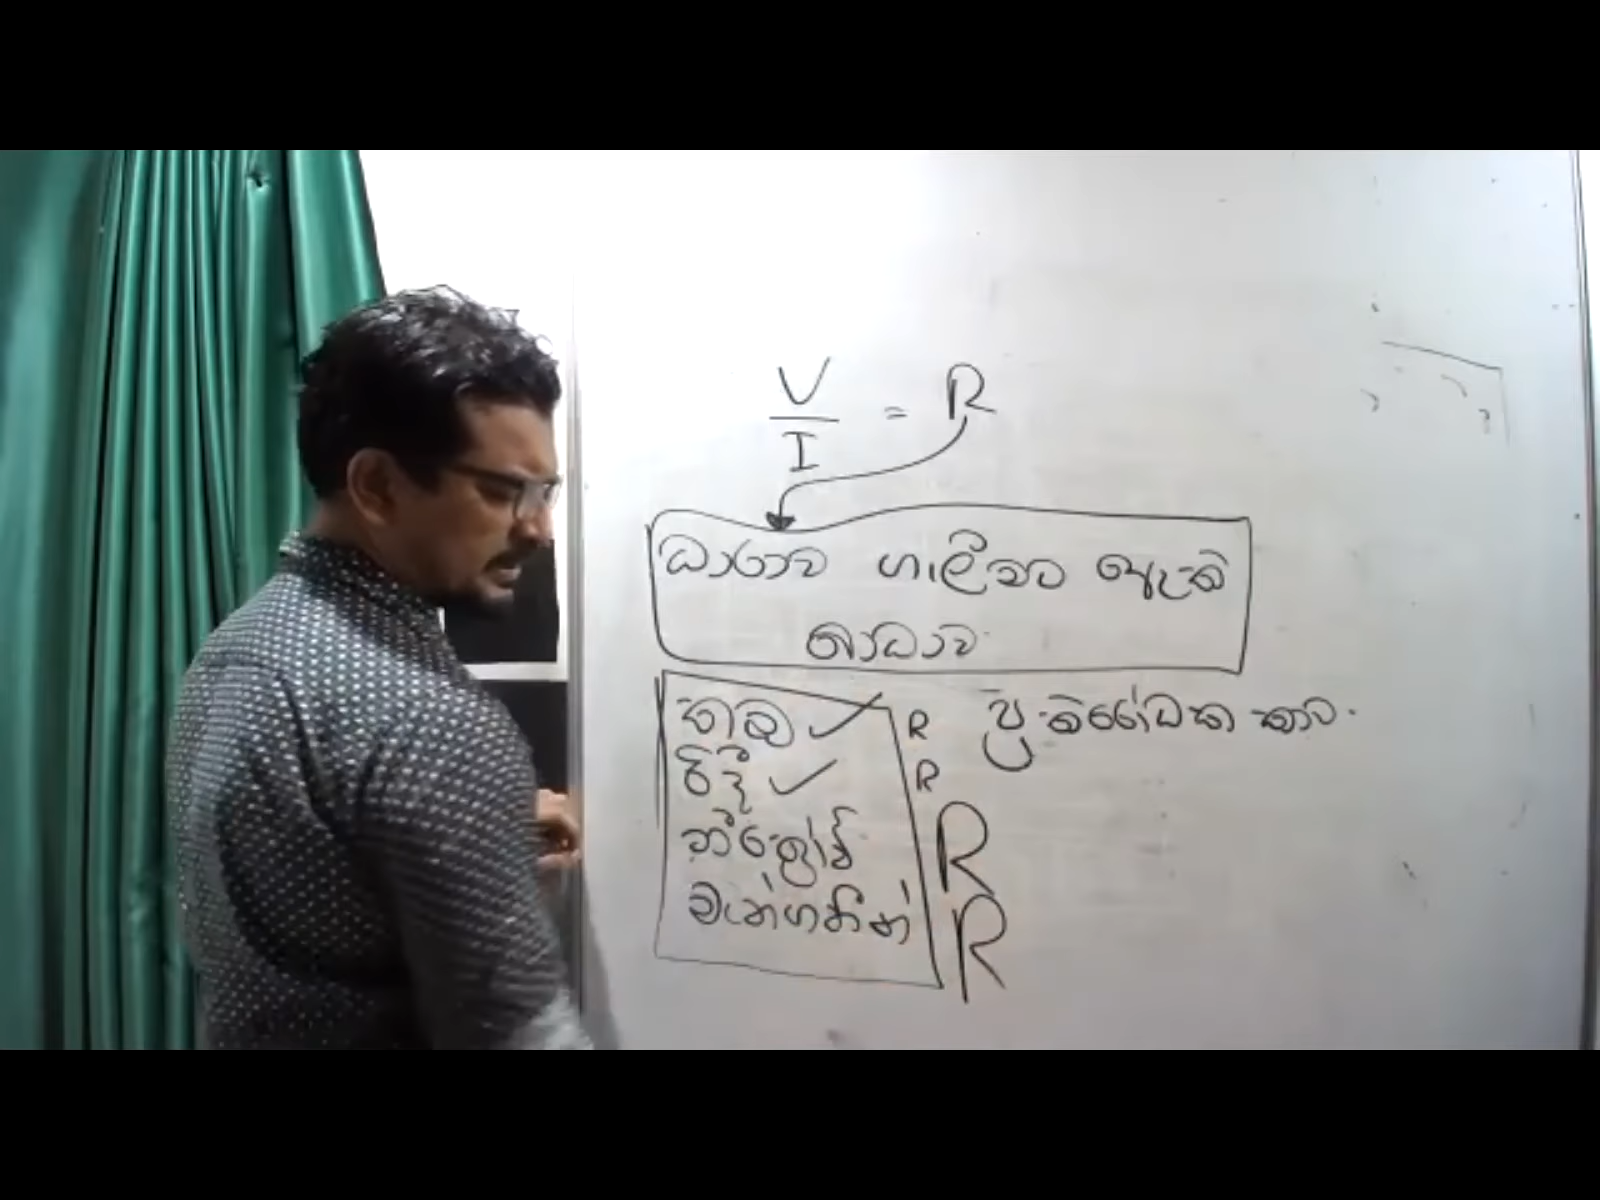 V
I
= R
ධාරාව ගැලීමට ඇති
බාධාව
තඹ ✓ R ප්‍රතිරෝධක තාව.
රිදී ✓ R
නික්‍රෝම් R
මැන්ගනින් R